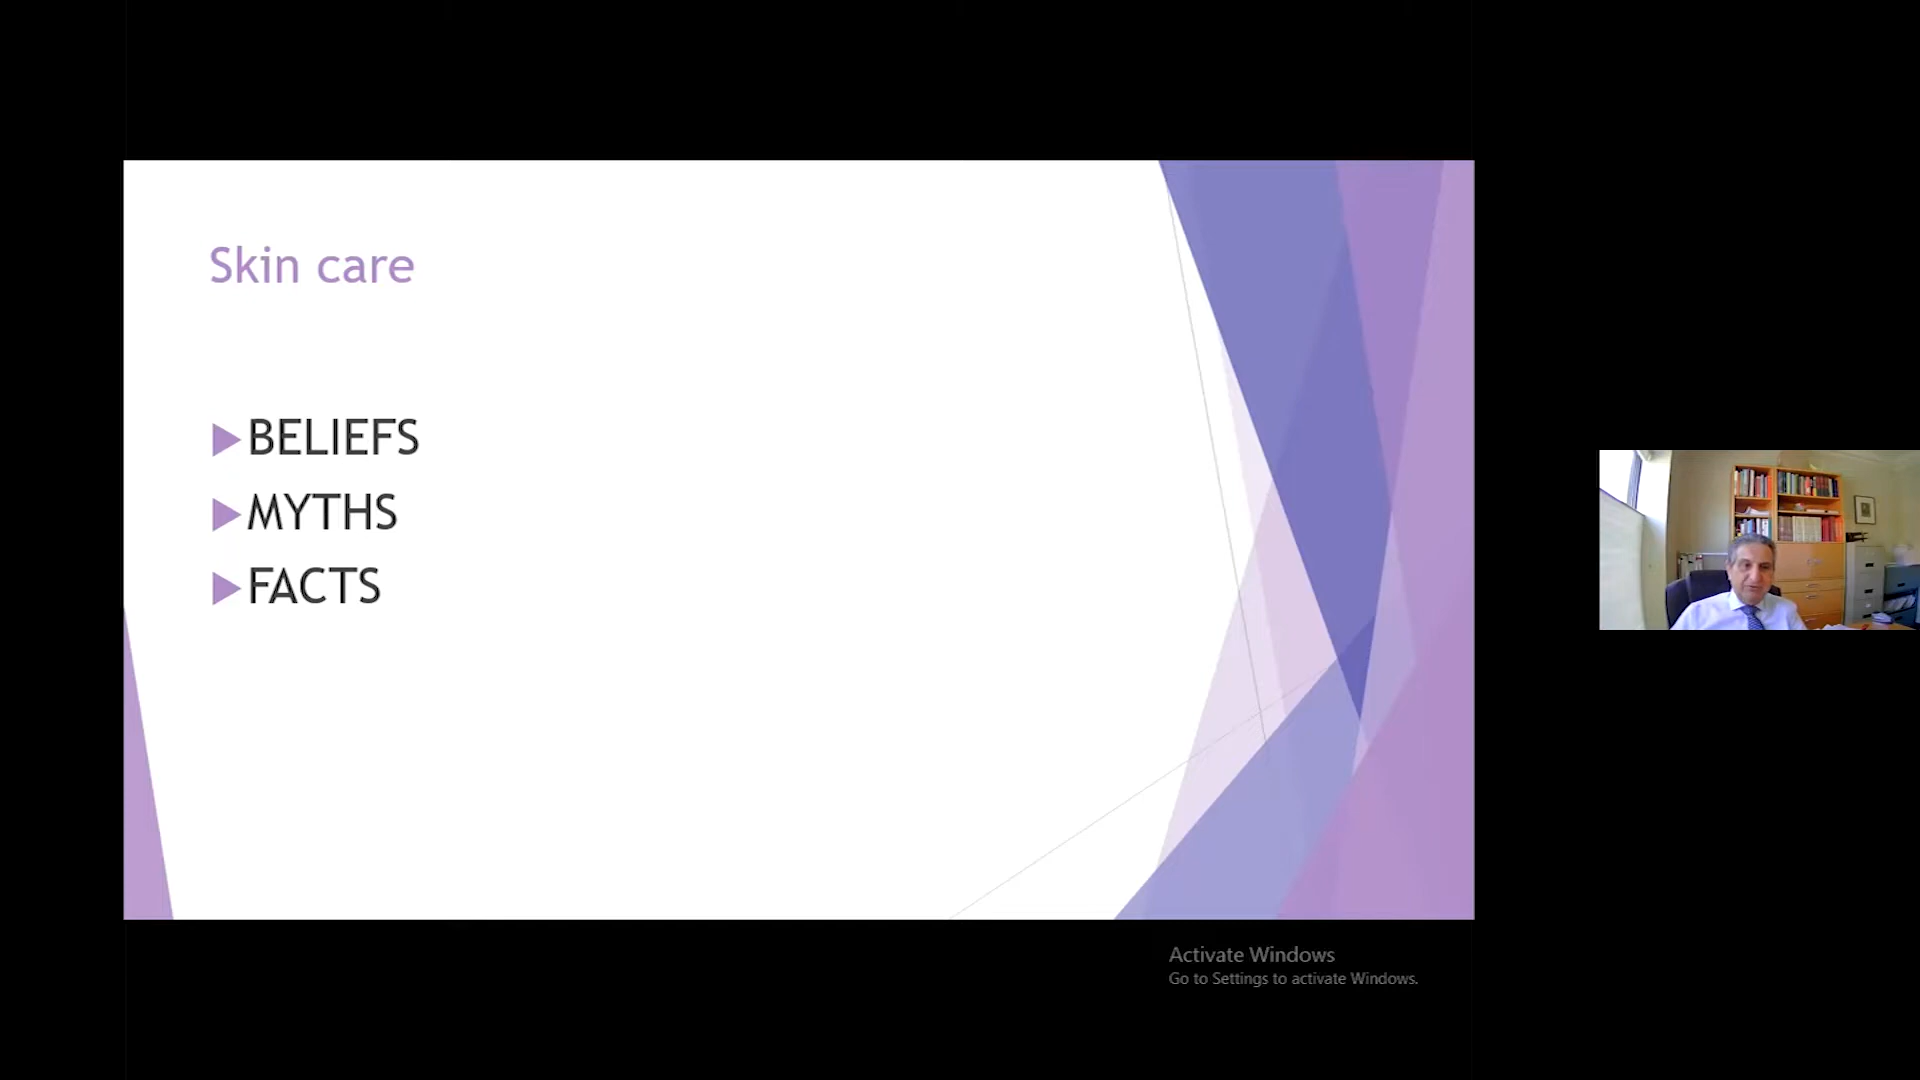 Skin care
BELIEFS
MYTHS
FACTS
Activate Windows
Go to Settings to activate Windows.